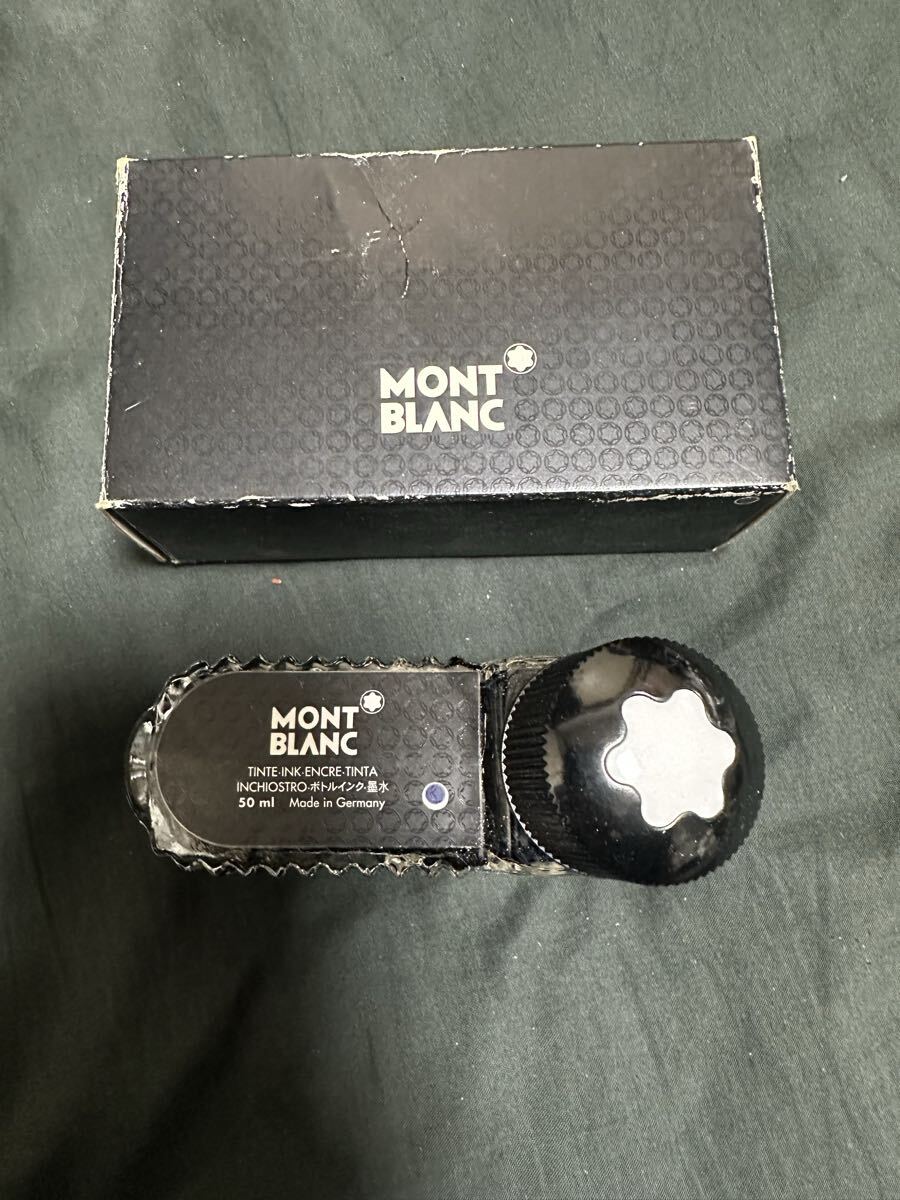 MONT
BLANC
MONT
BLANC
TINTE·INK·ENCRE·TINTA
INCHIOSTRO·ボトルインク·墨水
50 ml Made in Germany